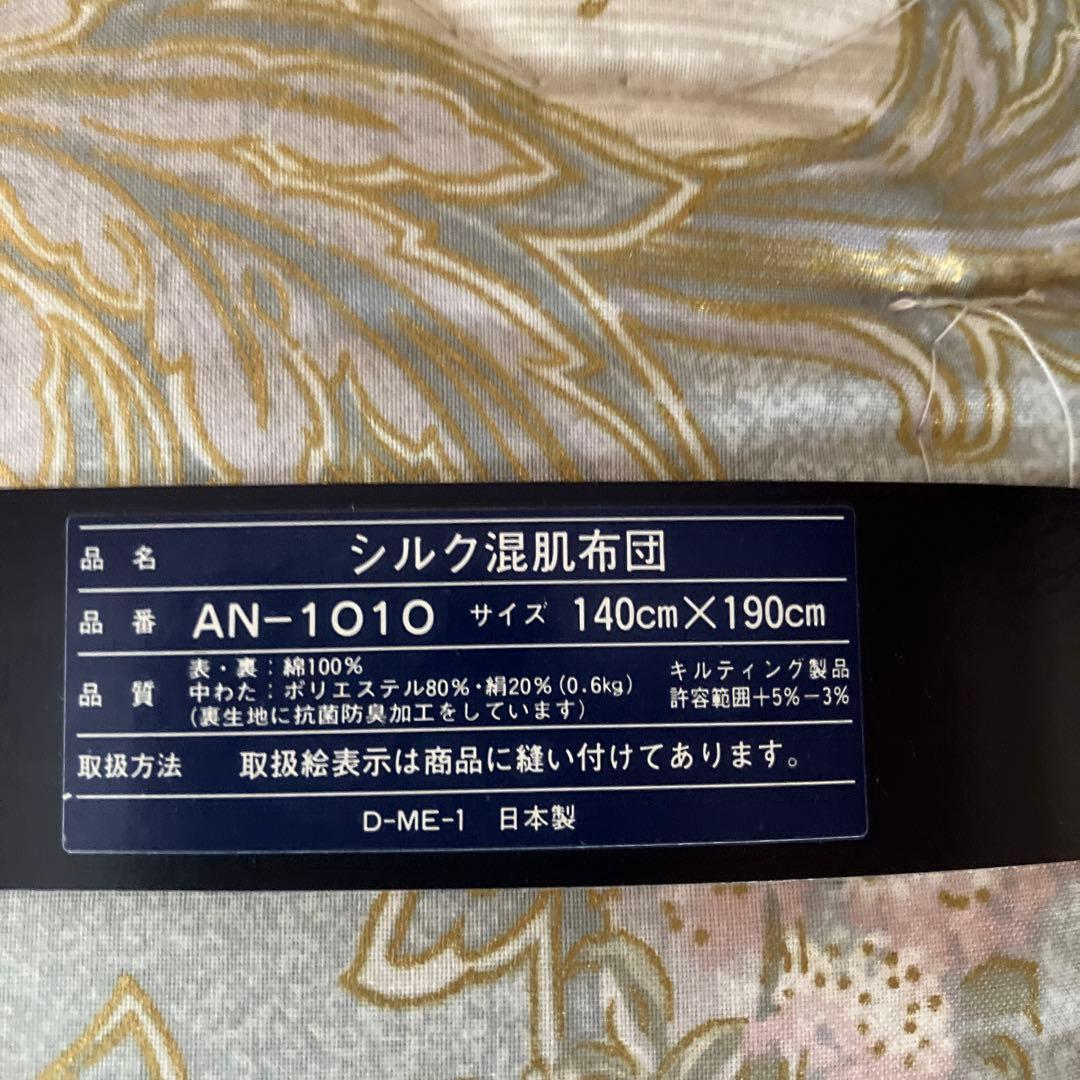 品名 シルク混肌布団
品番 AN-1010 サイズ 140cm×190cm
品質 表・裏：綿100%
中わた：ポリエステル80%・絹20%(0.6kg)
(裏生地に抗菌防臭加工をしています)
キルティング製品
許容範囲+5%-3%
取扱方法 取扱絵表示は商品に縫い付けてあります。
D-ME-1 日本製